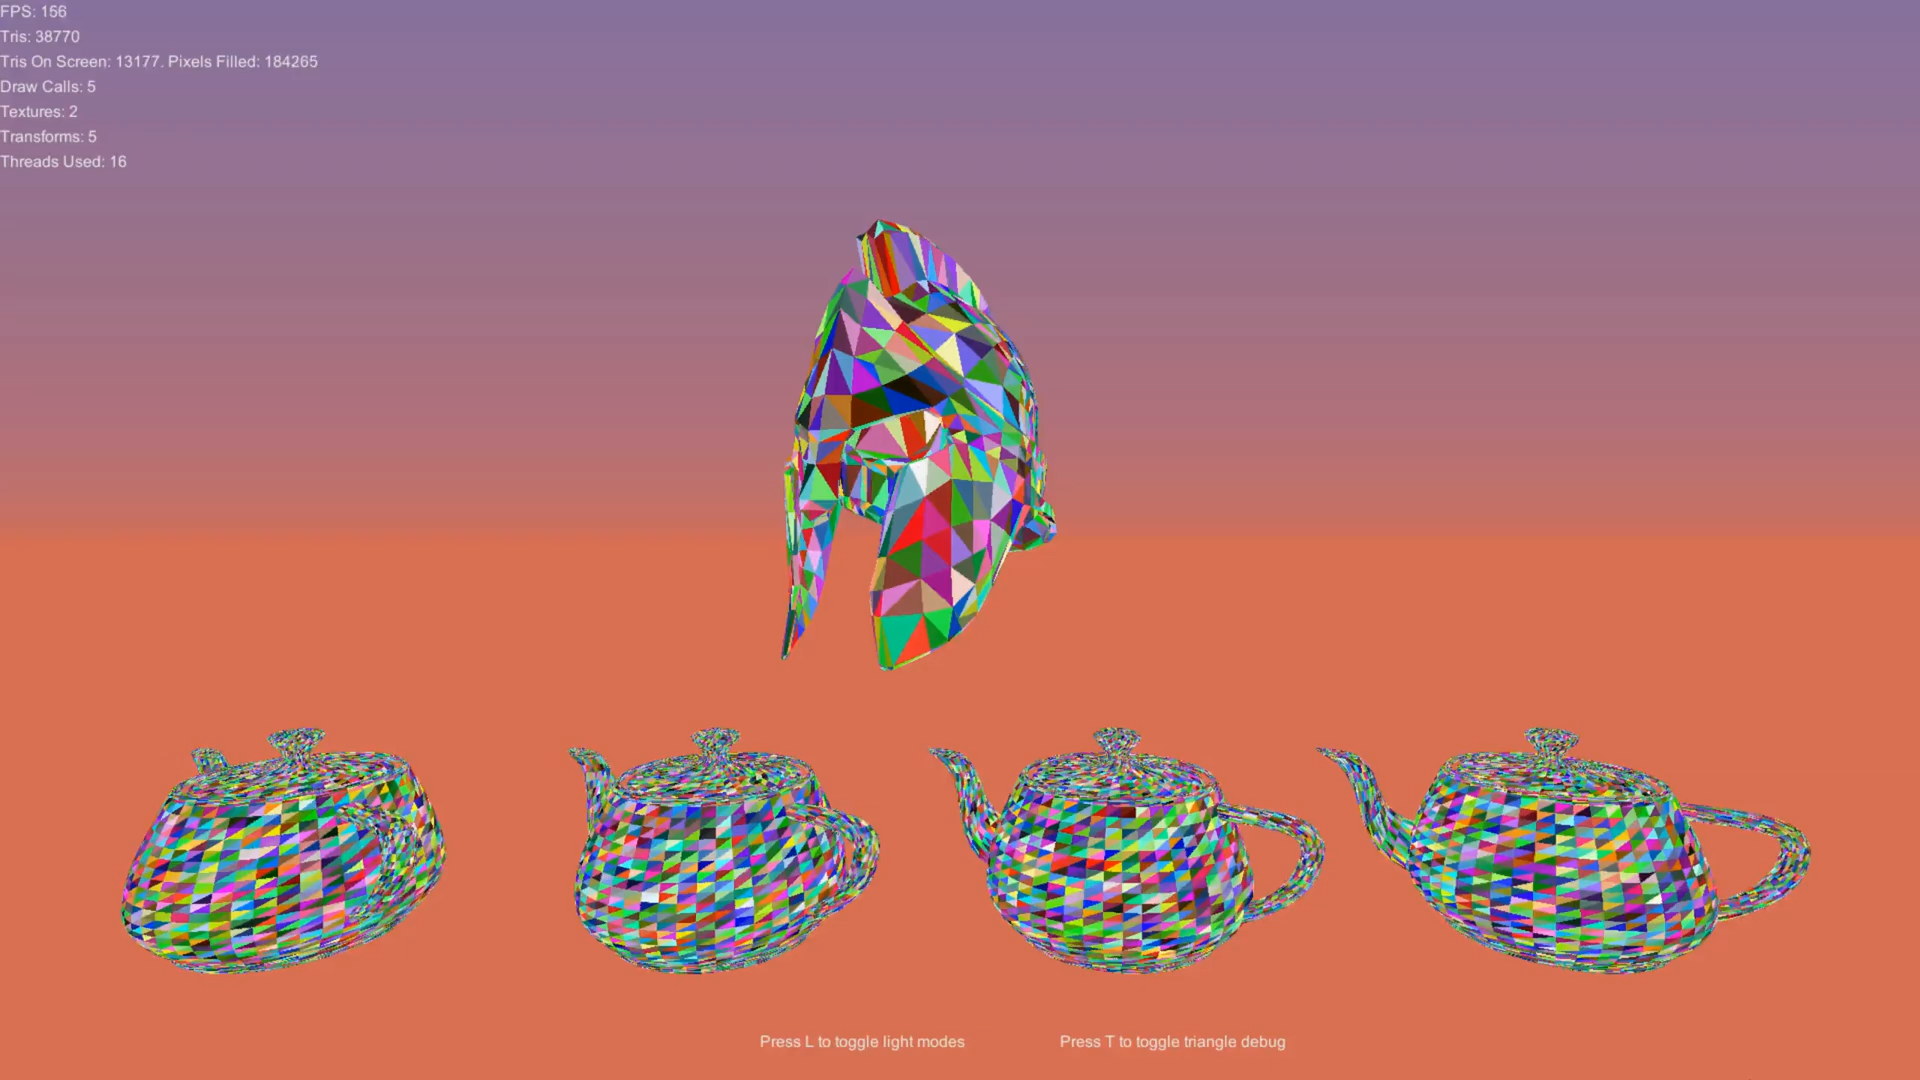 FPS: 156
Tris: 38770
Tris On Screen: 13177. Pixels Filled: 184265
Draw Calls: 5
Textures: 2
Transforms: 5
Threads Used: 16
Press L to toggle light modes
Press T to toggle triangle debug